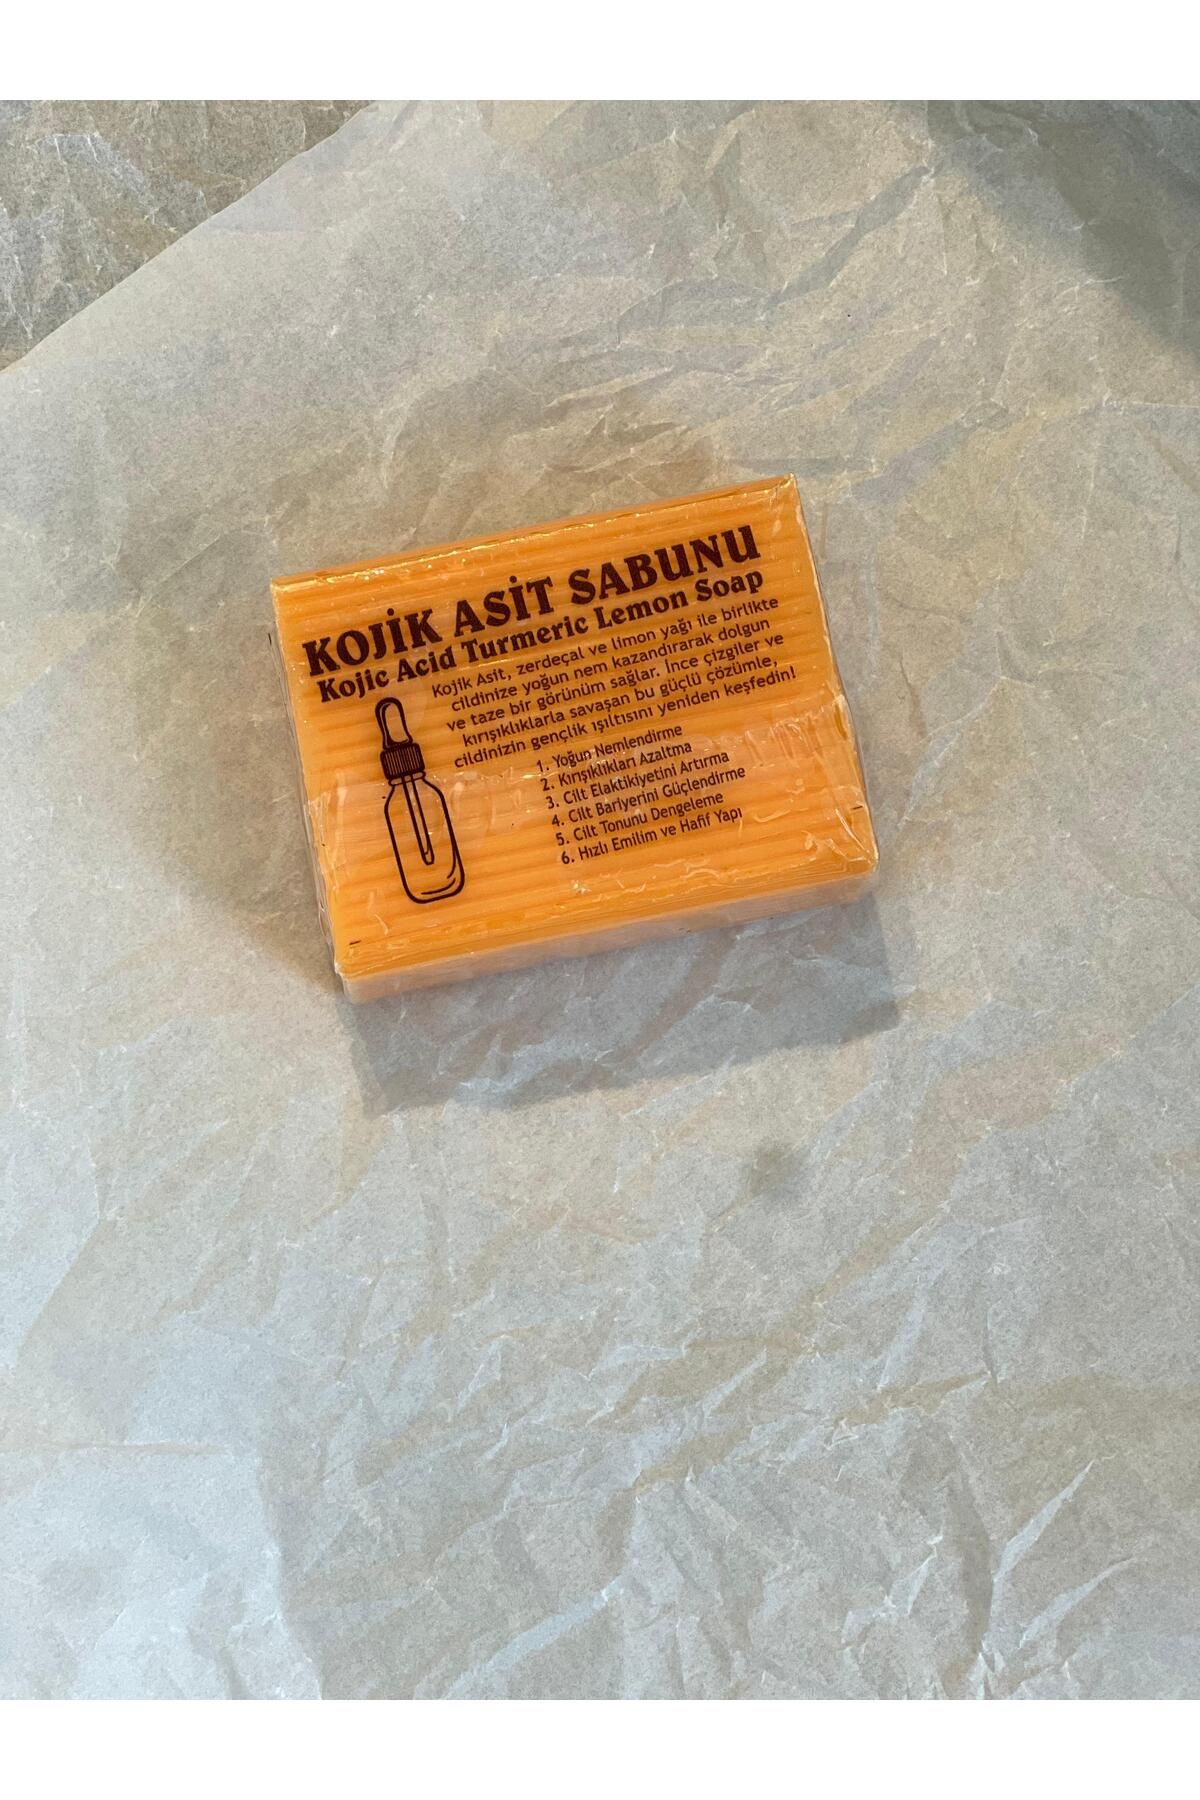 KOJİK ASİT SABUNU
Kojic Acid Turmeric Lemon Soap
Kojik Asit, zerdeçal ve limon yağı ile birlikte
cildinize yoğun nem kazandırarak dolgun
ve taze bir görünüm sağlar. İnce çizgiler ve
kırışıklıklarla savaşan bu güçlü çözümle,
cildinizin gençlik ışıltısını yeniden keşfedin!
1. Yoğun Nemlendirme
2. Kırışıklıkları Azaltma
3. Cilt Elaktikiyetini Artırma
4. Cilt Bariyerini Güçlendirme
5. Cilt Tonunu Dengeleme
6. Hızlı Emilim ve Hafif Yapı